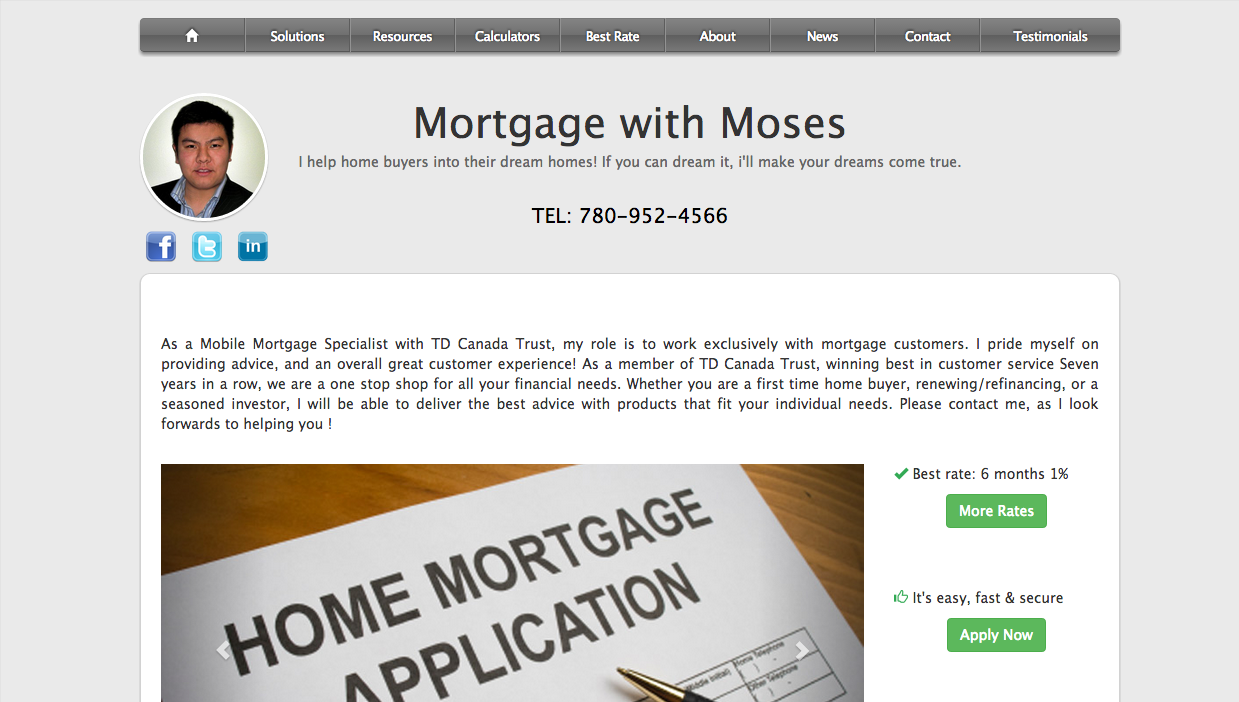 Solutions Resources Calculators Best Rate About News Contact Testimonials
Mortgage with Moses
I help home buyers into their dream homes! If you can dream it, i'll make your dreams come true.
TEL: 780-952-4566
f t in
As a Mobile Mortgage Specialist with TD Canada Trust, my role is to work exclusively with mortgage customers. I pride myself on
providing advice, and an overall great customer experience! As a member of TD Canada Trust, winning best in customer service Seven
years in a row, we are a one stop shop for all your financial needs. Whether you are a first time home buyer, renewing/refinancing, or a
seasoned investor, I will be able to deliver the best advice with products that fit your individual needs. Please contact me, as I look
forwards to helping you !
Best rate: 6 months 1%
More Rates
It's easy, fast & secure
Apply Now
HOME MORTGAGE
APPLICATION
(Middle Initial) Home Telephone
( ) -
Other Telephone
( ) -